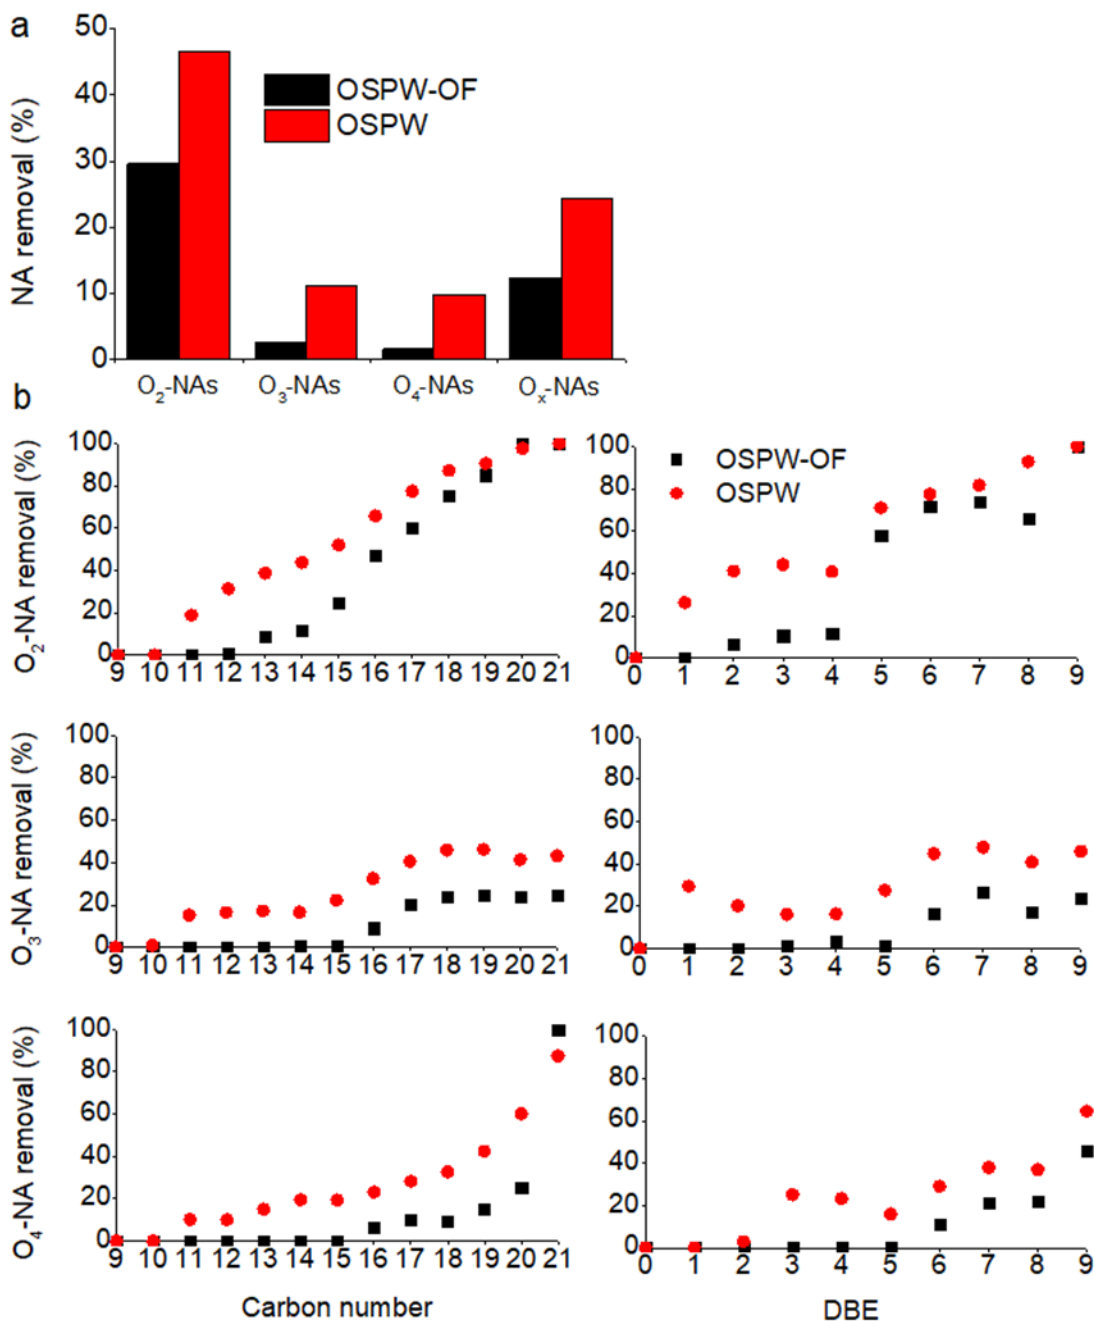 a
NA removal (%)
50
40
30
20
10
0
OSPW-OF
OSPW
O2-NAs O3-NAs O4-NAs Ox-NAs
b
O2-NA removal (%)
100
80
60
40
20
0
9 10 11 12 13 14 15 16 17 18 19 20 21
100
80
60
40
20
0
OSPW-OF
OSPW
0 1 2 3 4 5 6 7 8 9
O3-NA removal (%)
100
80
60
40
20
0
9 10 11 12 13 14 15 16 17 18 19 20 21
100
80
60
40
20
0
0 1 2 3 4 5 6 7 8 9
O4-NA removal (%)
100
80
60
40
20
0
9 10 11 12 13 14 15 16 17 18 19 20 21
Carbon number
100
80
60
40
20
0
0 1 2 3 4 5 6 7 8 9
DBE